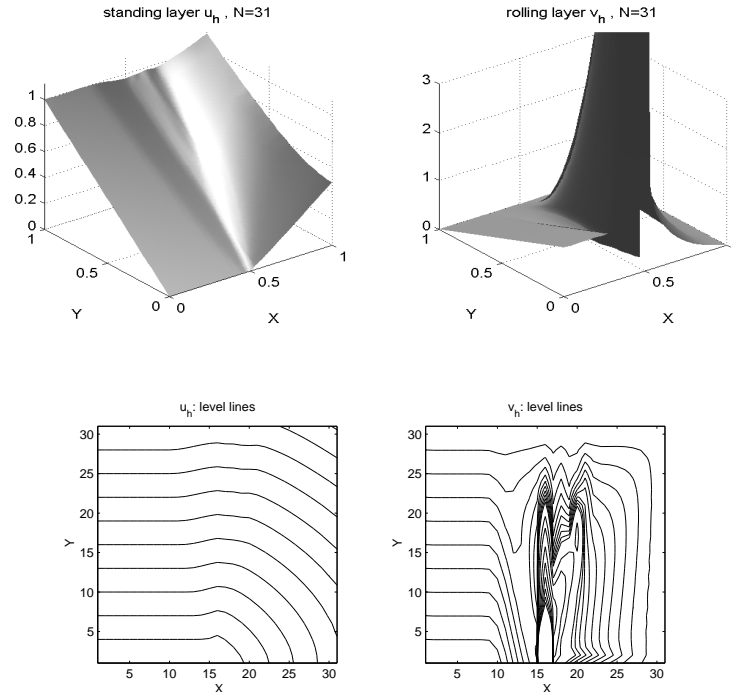 standing layer u_h , N=31
rolling layer v_h , N=31
1
0.8
0.6
0.4
0.2
0
1
0.5
0
Y
0
0.5
1
X
3
2
1
0
1
0.5
0
Y
0
0.5
1
X
u_h: level lines
v_h: level lines
30
25
20
15
10
5
Y
5 10 15 20 25 30
X
30
25
20
15
10
5
Y
5 10 15 20 25 30
X